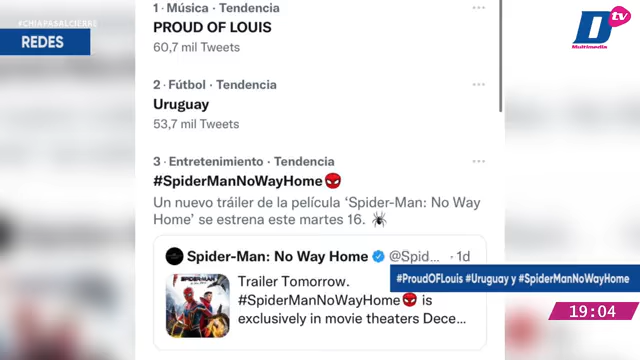 #CHIAPASALCIERRE
REDES
D tv
Multimedia
1 · Música · Tendencia
PROUD OF LOUIS
60,7 mil Tweets
2 · Fútbol · Tendencia
Uruguay
53,7 mil Tweets
3 · Entretenimiento · Tendencia
#SpiderManNoWayHome
Un nuevo tráiler de la película ‘Spider-Man: No Way
Home’ se estrena este martes 16.
Spider-Man: No Way Home @Spid... · 1d
Trailer Tomorrow.
#SpiderManNoWayHome is
exclusively in movie theaters Dece...
#ProudOFLouis #Uruguay y #SpiderManNoWayHome
19:04